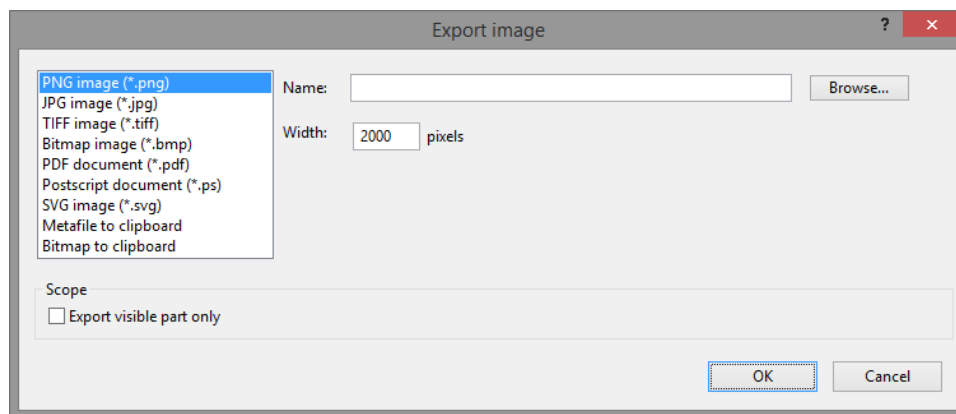 Export image
?
PNG image (*.png)
JPG image (*.jpg)
TIFF image (*.tiff)
Bitmap image (*.bmp)
PDF document (*.pdf)
Postscript document (*.ps)
SVG image (*.svg)
Metafile to clipboard
Bitmap to clipboard
Name:
Browse...
Width: 2000 pixels
Scope
Export visible part only
OK
Cancel